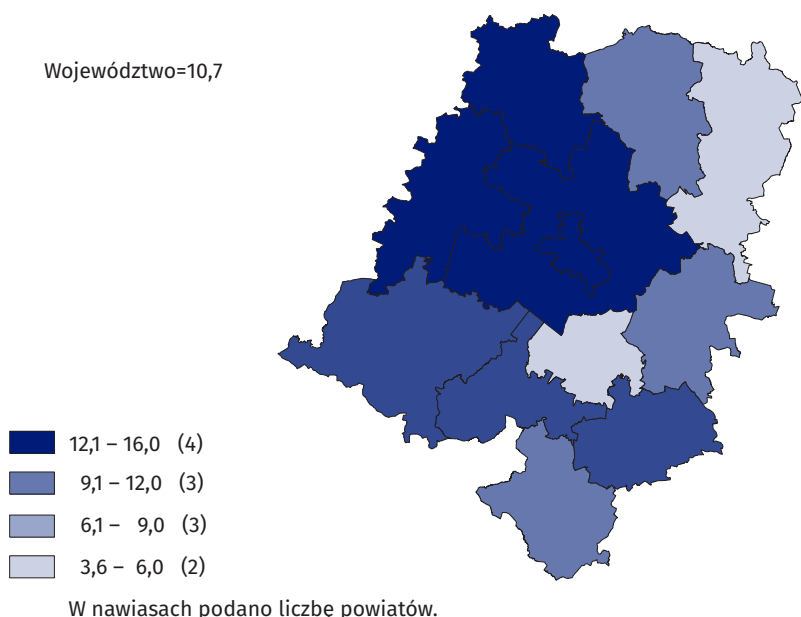 Województwo=10,7
12,1 – 16,0 (4)
9,1 – 12,0 (3)
6,1 – 9,0 (3)
3,6 – 6,0 (2)
W nawiasach podano liczbę powiatów.